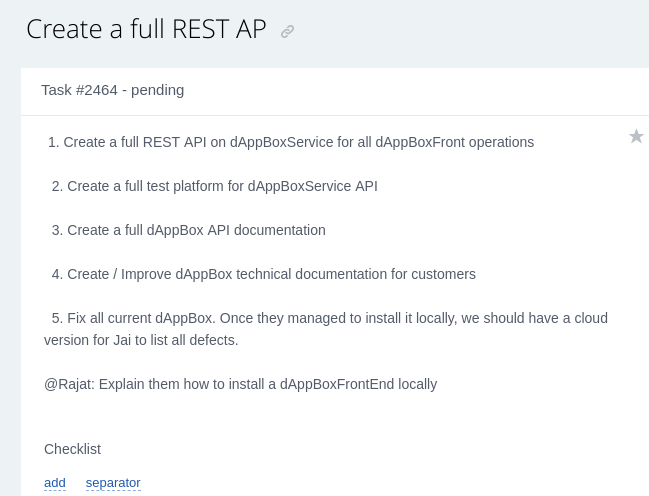 Create a full REST AP
Task #2464 - pending
1. Create a full REST API on dAppBoxService for all dAppBoxFront operations
2. Create a full test platform for dAppBoxService API
3. Create a full dAppBox API documentation
4. Create / Improve dAppBox technical documentation for customers
5. Fix all current dAppBox. Once they managed to install it locally, we should have a cloud
version for Jai to list all defects.
@Rajat: Explain them how to install a dAppBoxFrontEnd locally
Checklist
add separator